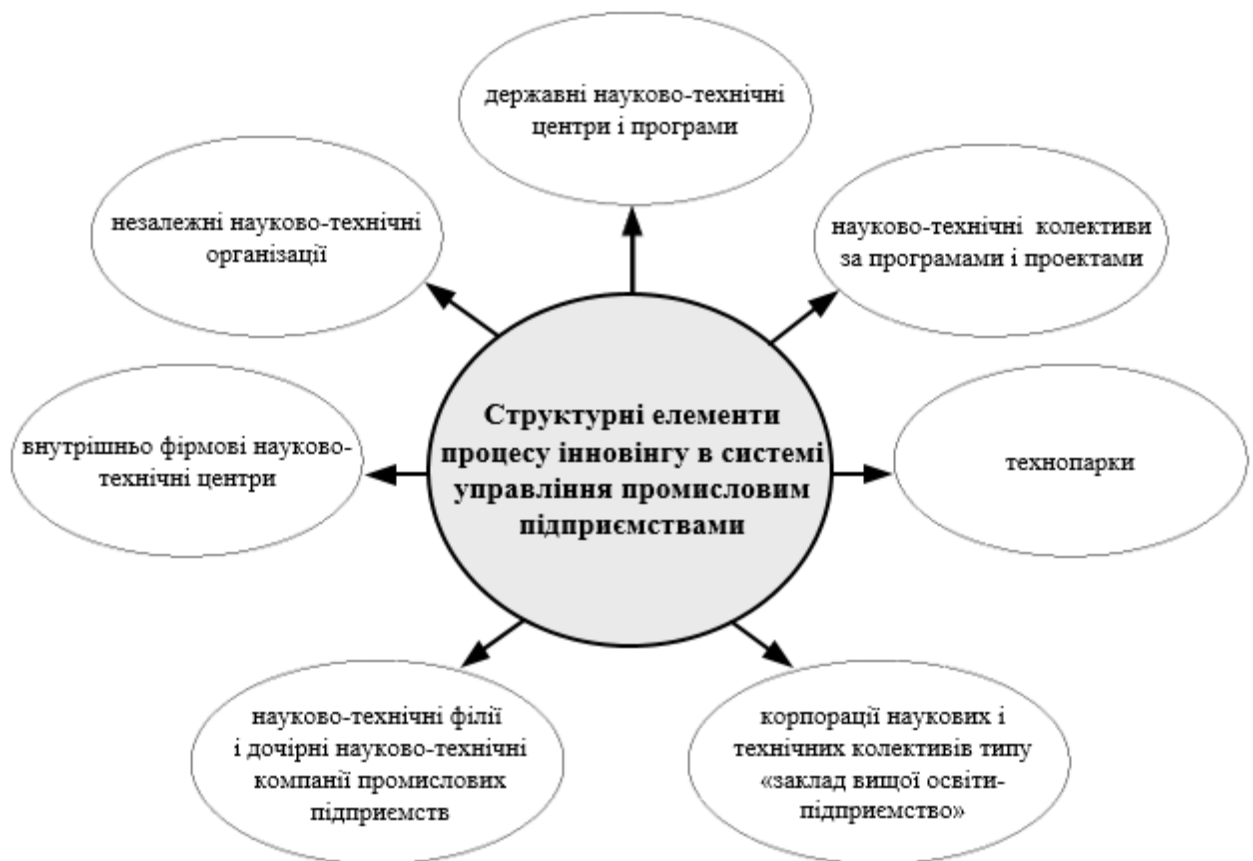 державні науково-технічні
центри і програми
незалежні науково-технічні
організації
науково-технічні колективи
за програмами і проектами
Структурні елементи
процесу інновінгу в системі
управління промисловим
підприємствами
внутрішньо фірмові науково-
технічні центри
технопарки
науково-технічні філії
і дочірні науково-технічні
компанії промислових
підприємств
корпорації наукових і
технічних колективів типу
«заклад вищої освіти-
підприємство»